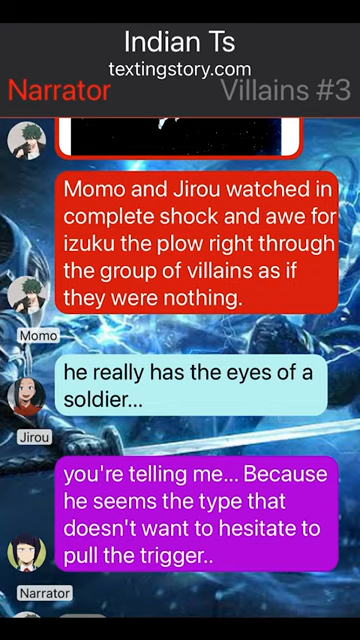 Indian Ts
textingstory.com
Narrator
Villains #3
Momo and Jirou watched in
complete shock and awe for
izuku the plow right through
the group of villains as if
they were nothing.
Momo
he really has the eyes of a
soldier...
Jirou
you're telling me... Because
he seems the type that
doesn't want to hesitate to
pull the trigger..
Narrator